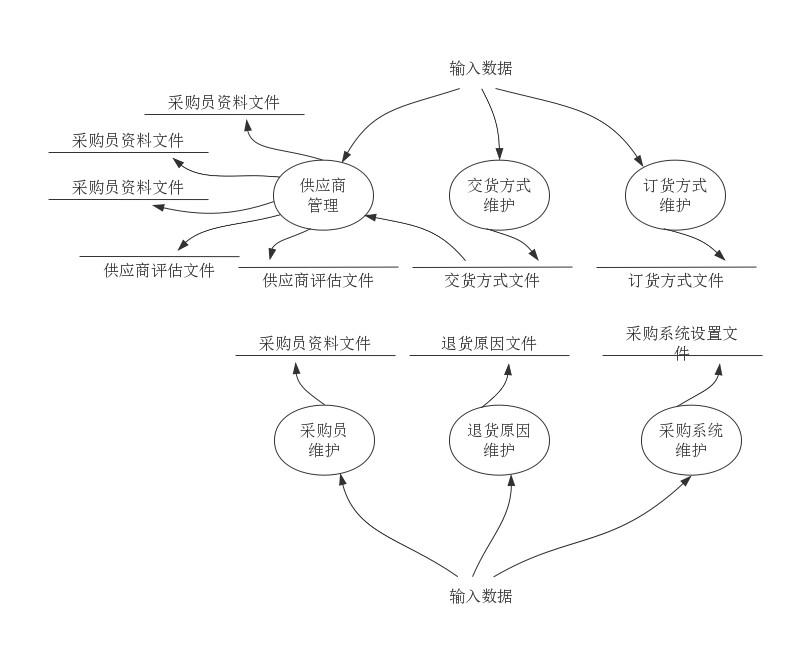 输入数据
采购员资料文件
采购员资料文件
采购员资料文件
供应商
管理
交货方式
维护
订货方式
维护
供应商评估文件
供应商评估文件
交货方式文件
订货方式文件
采购员资料文件
退货原因文件
采购系统设置文
件
采购员
维护
退货原因
维护
采购系统
维护
输入数据